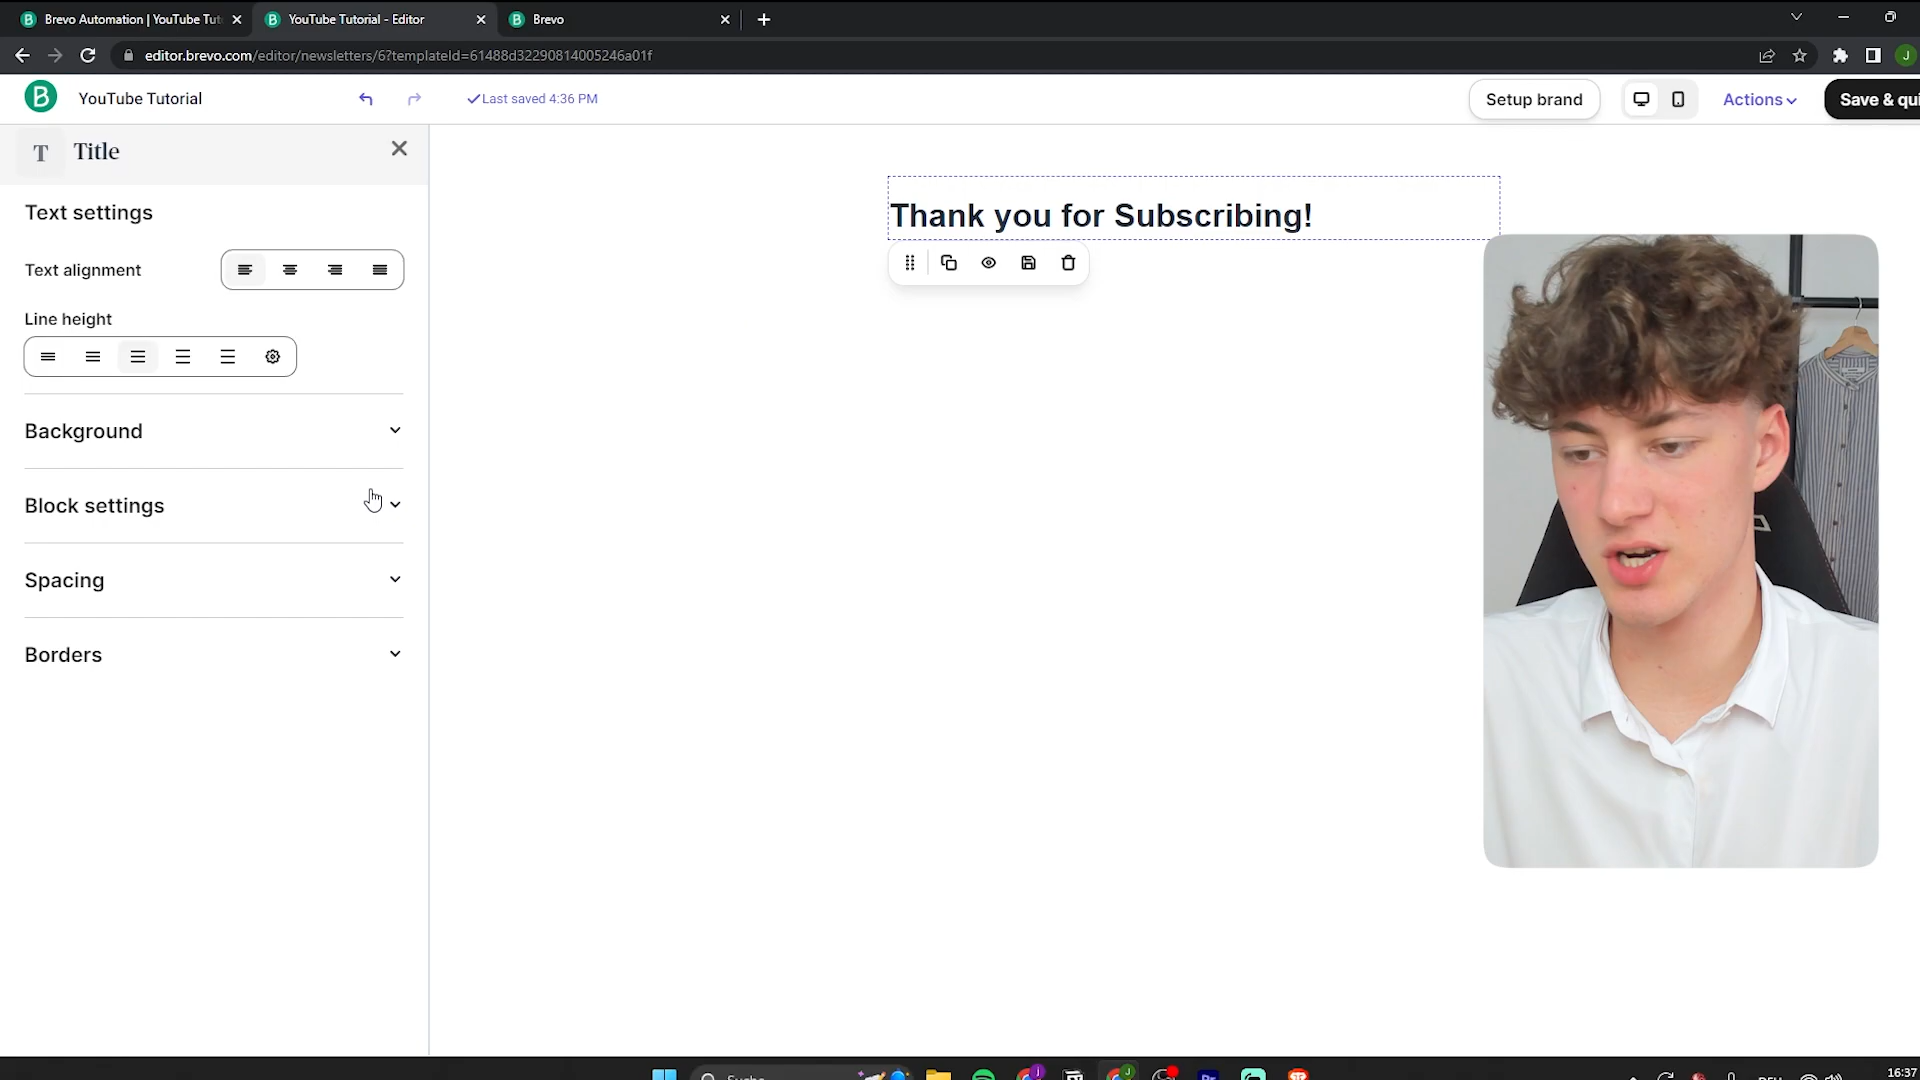 Brevo Automation | YouTube Tut
YouTube Tutorial - Editor
Brevo
editor.brevo.com/editor/newsletters/6?templateId=61488d32290814005246a01f
J
B
YouTube Tutorial
Last saved 4:36 PM
Setup brand
Actions
Save & qui
T Title
Text settings
Text alignment
Line height
Background
Block settings
Spacing
Borders
Thank you for Subscribing!
Suche
16:37